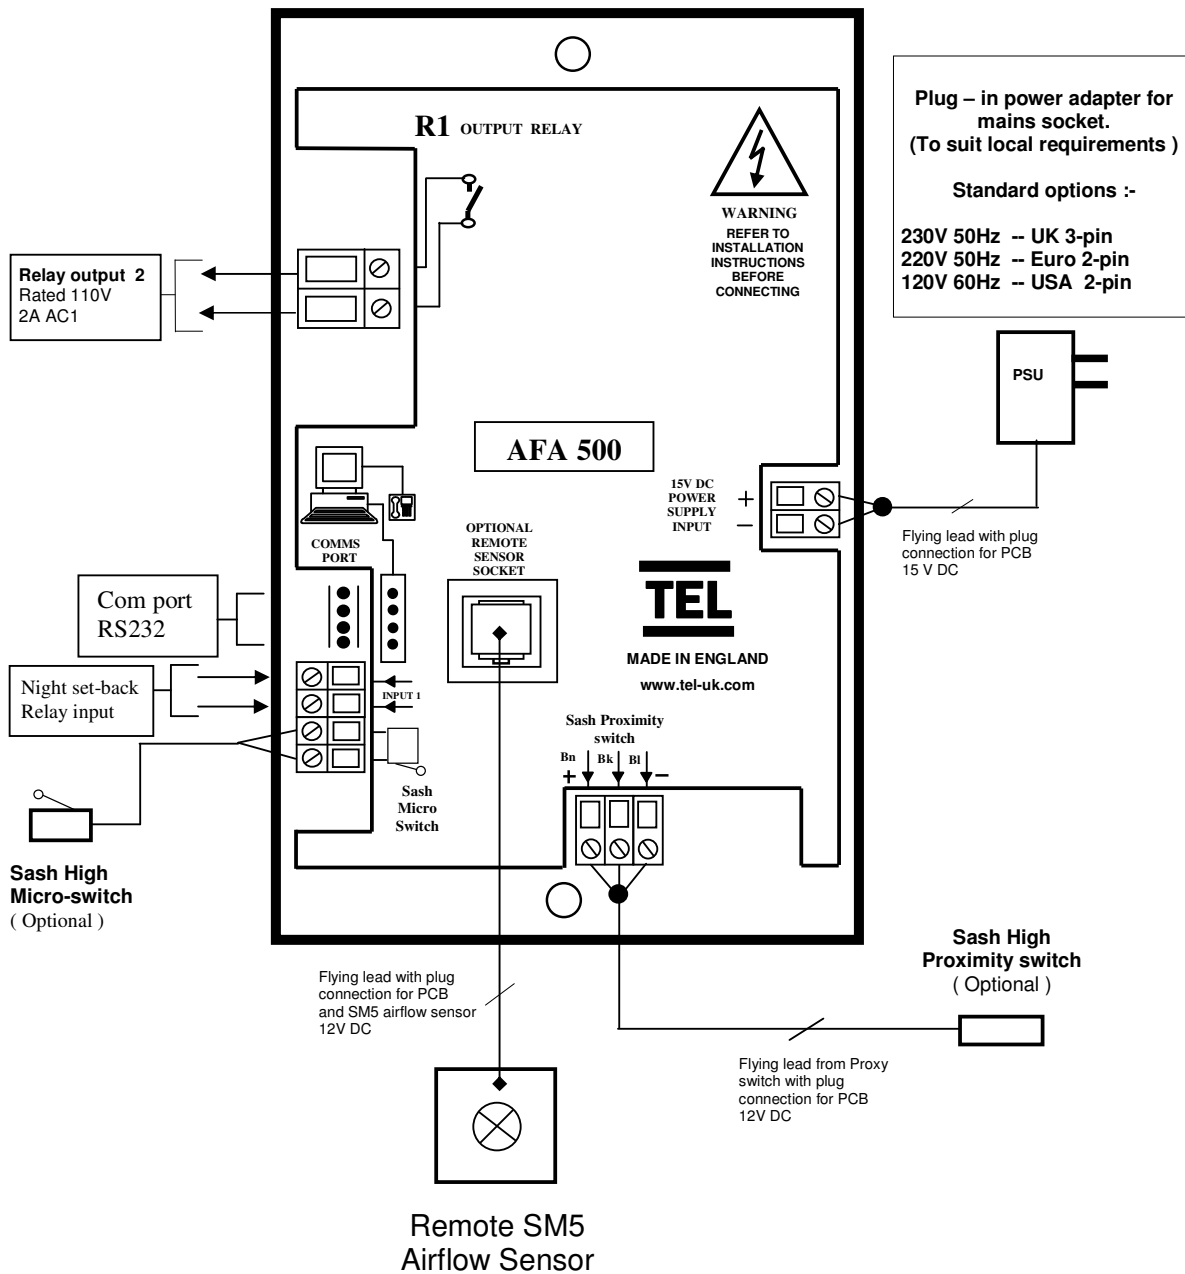 R1 OUTPUT RELAY
WARNING
REFER TO
INSTALLATION
INSTRUCTIONS
BEFORE
CONNECTING
Plug – in power adapter for
mains socket.
(To suit local requirements )
Standard options :-
230V 50Hz -- UK 3-pin
220V 50Hz -- Euro 2-pin
120V 60Hz -- USA 2-pin
PSU
Relay output 2
Rated 110V
2A AC1
AFA 500
15V DC
POWER
SUPPLY
INPUT
+
−
Flying lead with plug
connection for PCB
15 V DC
COMMS
PORT
OPTIONAL
REMOTE
SENSOR
SOCKET
TEL
MADE IN ENGLAND
www.tel-uk.com
Com port
RS232
Night set-back
Relay input
INPUT 1
Sash
Micro
Switch
Sash Proximity
switch
Bn Bk Bl
+ −
Sash High
Micro-switch
( Optional )
Sash High
Proximity switch
( Optional )
Flying lead with plug
connection for PCB
and SM5 airflow sensor
12V DC
Flying lead from Proxy
switch with plug
connection for PCB
12V DC
Remote SM5
Airflow Sensor